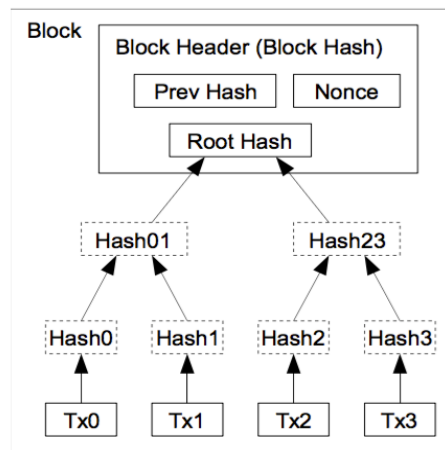 Block
Block Header (Block Hash)
Prev Hash
Nonce
Root Hash
Hash01
Hash23
Hash0
Hash1
Hash2
Hash3
Tx0
Tx1
Tx2
Tx3